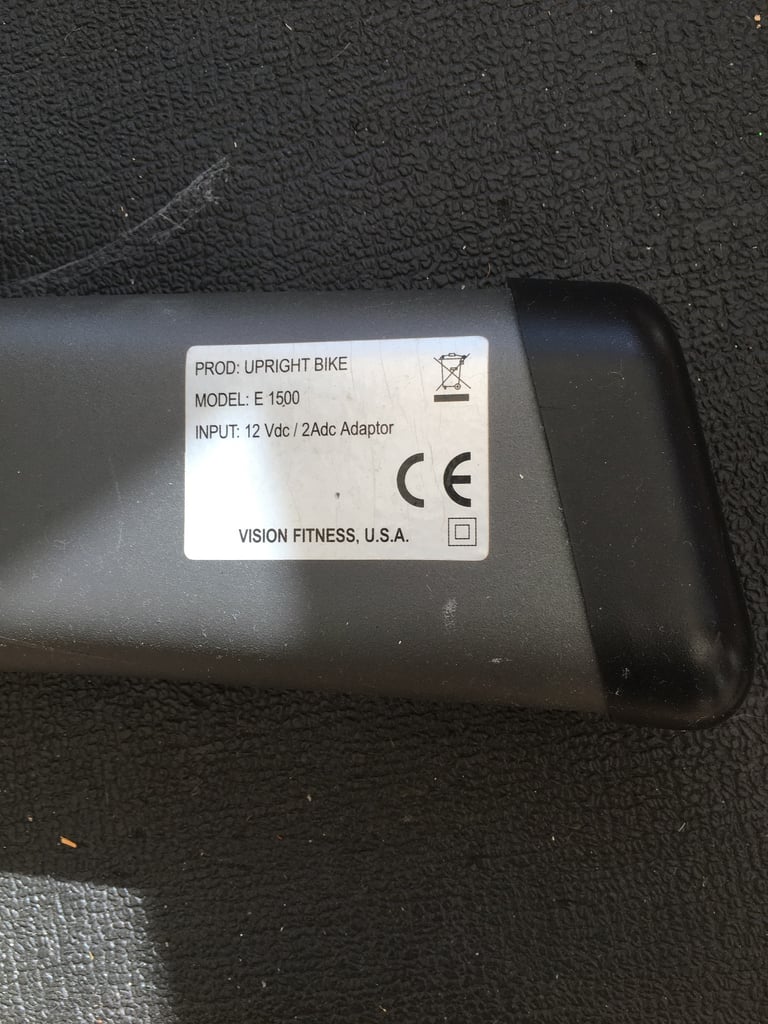 PROD: UPRIGHT BIKE
MODEL: E 1500
INPUT: 12 Vdc / 2Adc Adaptor
CE
VISION FITNESS, U.S.A.